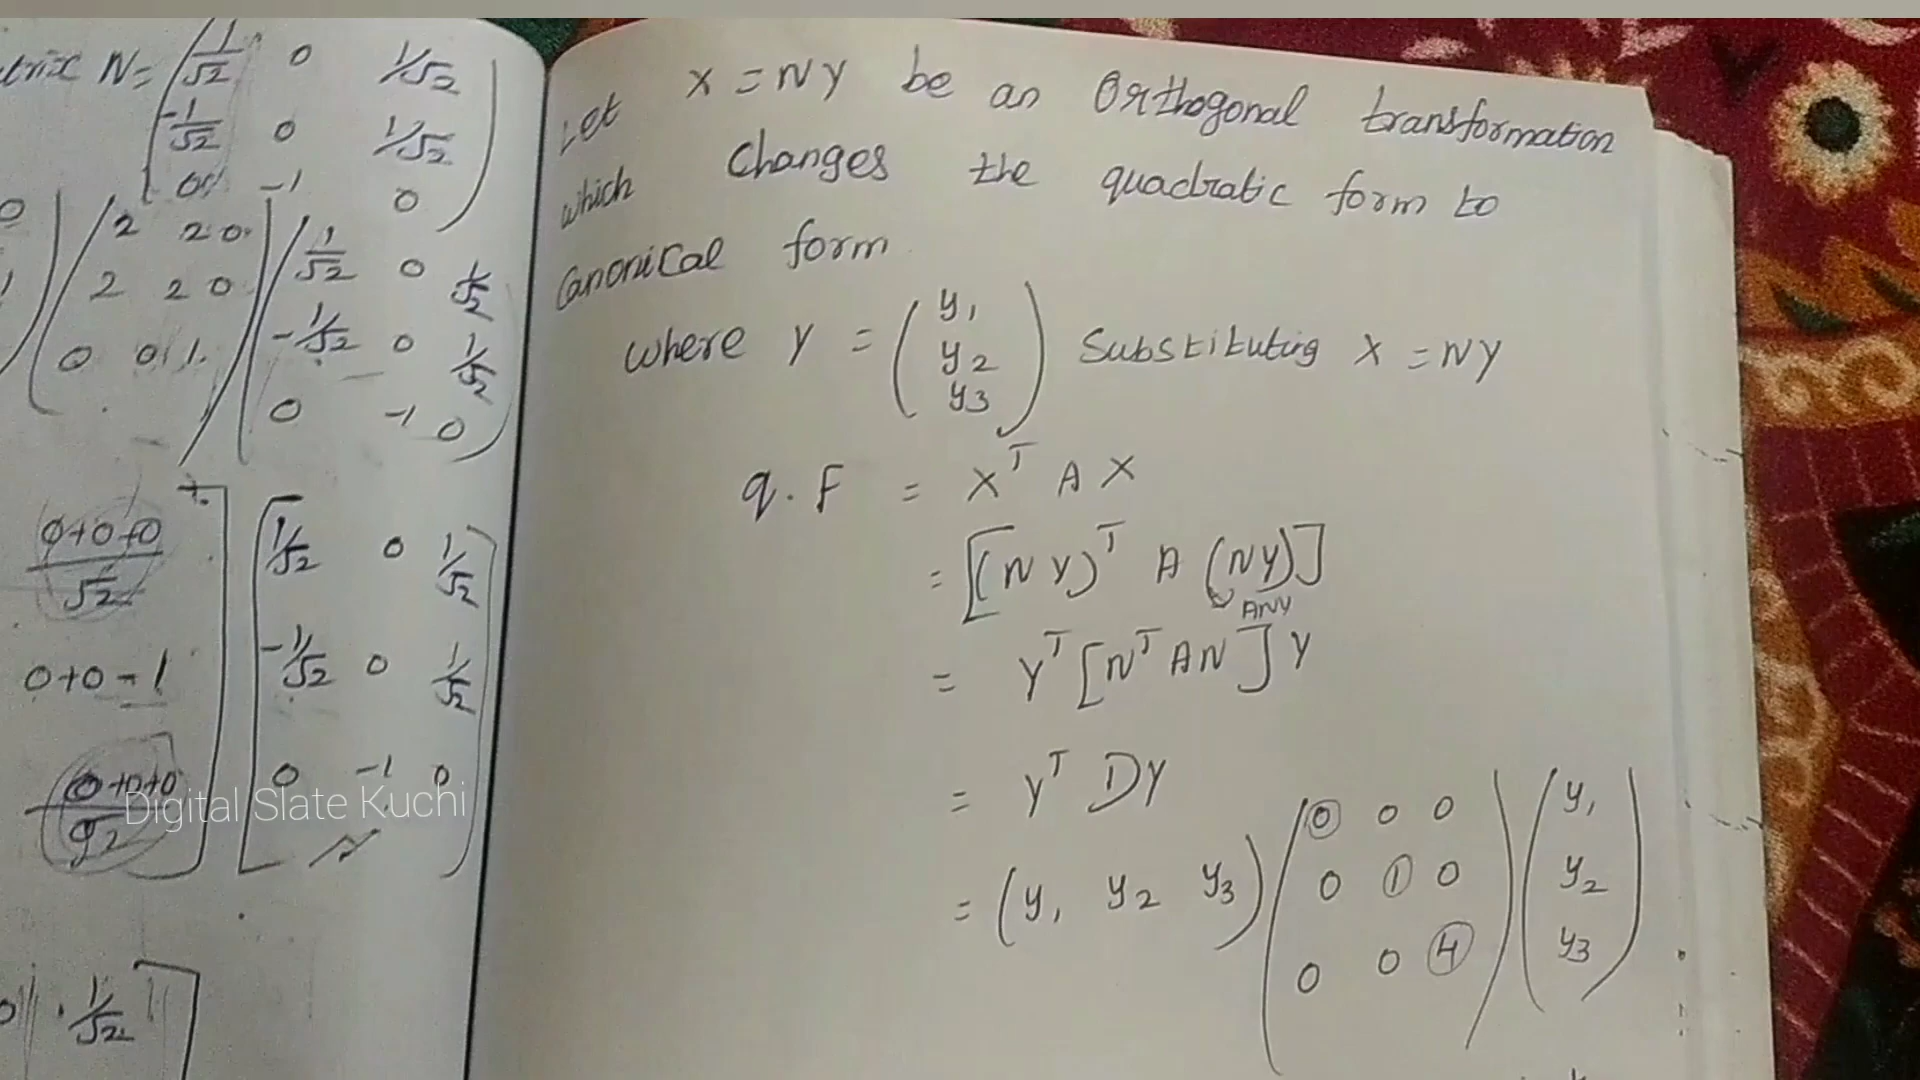 N = 1/√2 0 1/√2
-1/√2 0 1/√2
0 -1 0
2 2 0 1/√2 0 1/√2
2 2 0 -1/√2 0 1/√2
0 0 1 0 -1 0
0+0+0/√2 1/√2 0 1/√2
0+0-1 -1/√2 0 1/√2
0+0+0/√2 0 -1 0
N
1/√2
Digital Slate Kuchi
Let X = NY be an Orthogonal transformation
which changes the quadratic form to
Canonical form
where Y = (y1 y2 y3) Substituting X = NY
q.F = X^T A X
= [(NY)^T A (NY)]
ANY
= Y^T [N^T AN] Y
= Y^T DY
= (y1 y2 y3) (0 0 0
0 1 0
0 0 4) (y1
y2
y3)